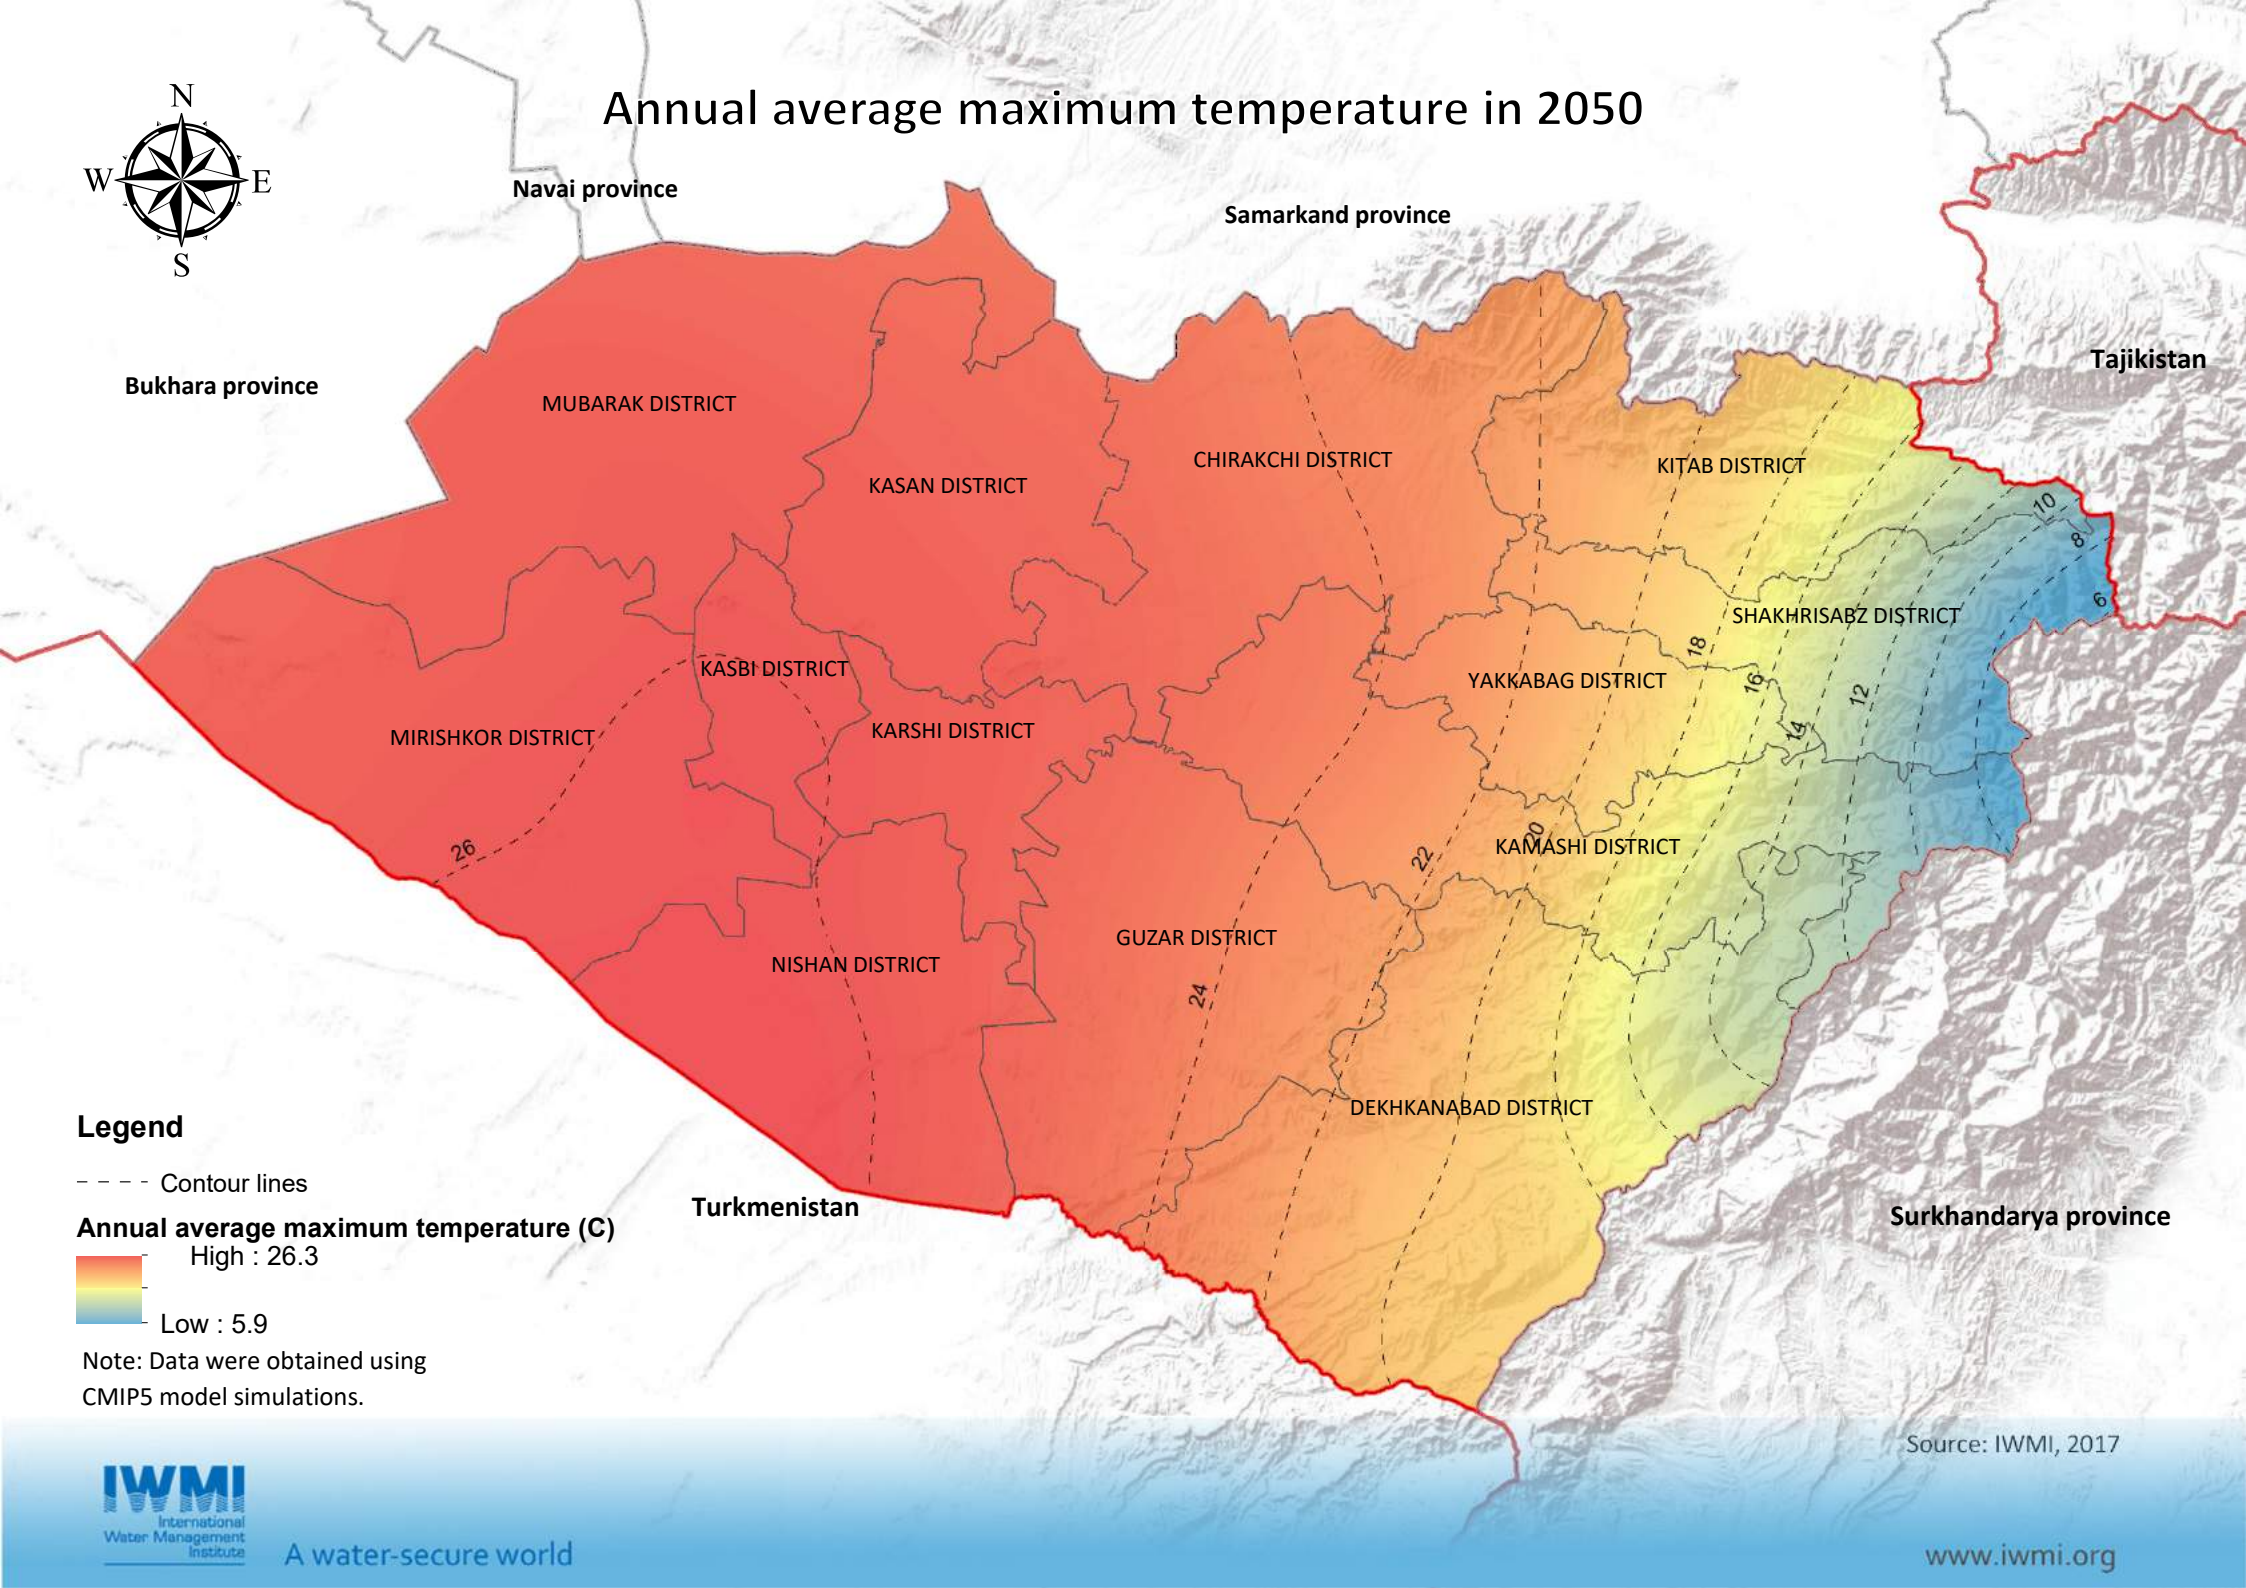 Annual average maximum temperature in 2050
N
W
E
S
Navai province
Samarkand province
Bukhara province
Tajikistan
MUBARAK DISTRICT
KASAN DISTRICT
CHIRAKCHI DISTRICT
KITAB DISTRICT
10
8
6
SHAKHRISABZ DISTRICT
18
KASBI DISTRICT
YAKKABAG DISTRICT
16
12
14
MIRISHKOR DISTRICT
KARSHI DISTRICT
26
22
20
KAMASHI DISTRICT
GUZAR DISTRICT
NISHAN DISTRICT
24
DEKHKANABAD DISTRICT
Turkmenistan
Surkhandarya province
Legend
Contour lines
Annual average maximum temperature (C)
High : 26.3
Low : 5.9
Note: Data were obtained using
CMIP5 model simulations.
Source: IWMI, 2017
IWMI
International
Water Management
Institute
A water-secure world
www.iwmi.org